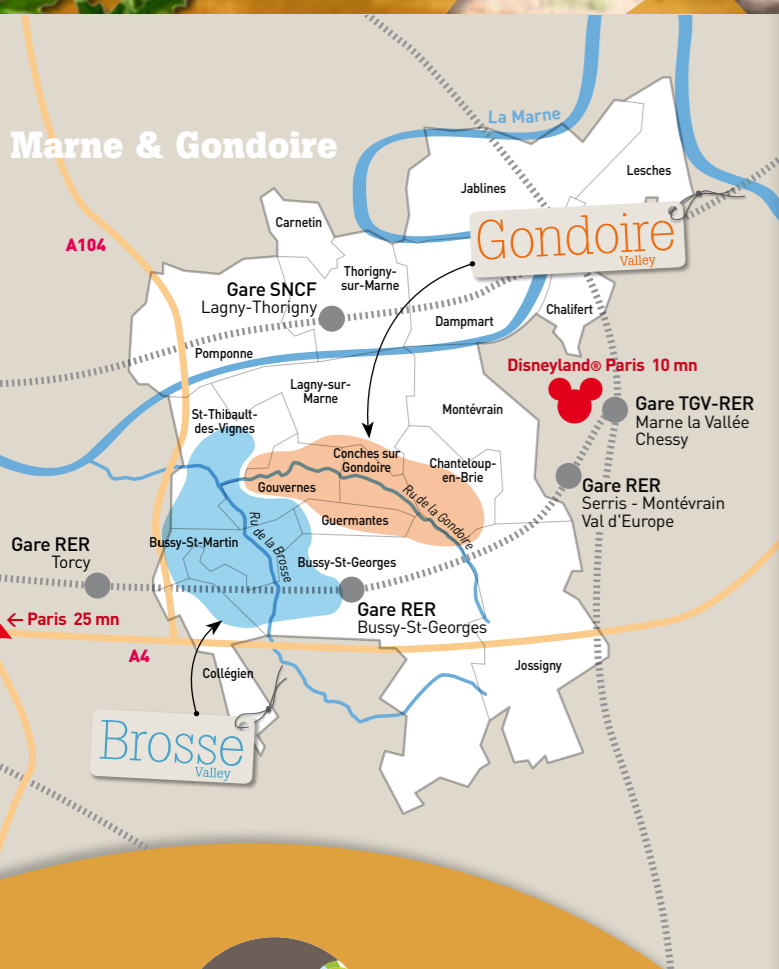 La Marne
Marne & Gondoire
Lesches
Jablines
Carnetin
Gondoire
Valley
A104
Thorigny-
sur-Marne
Gare SNCF
Lagny-Thorigny
Chalifert
Dampmart
Pomponne
Disneyland® Paris 10 mn
Lagny-sur-
Marne
Gare TGV-RER
Marne la Vallée
Chessy
St-Thibault-
des-Vignes
Montévrain
Conches sur
Gondoire
Chanteloup-
en-Brie
Gouvernes
Ru de la Gondoire
Gare RER
Serris - Montévrain
Val d'Europe
Guermantes
Ru de la Brosse
Bussy-St-Martin
Gare RER
Torcy
Bussy-St-Georges
Gare RER
Bussy-St-Georges
← Paris 25 mn
A4
Jossigny
Collégien
Brosse
Valley